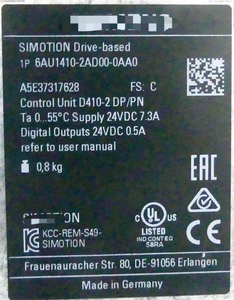 SIMOTION Drive-based
1P 6AU1410-2AD00-0AA0
A5E37317628 FS: C
Control Unit D410-2 DP/PN
Ta 0...55°C Supply 24VDC 7.3A
Digital Outputs 24VDC 0.5A
refer to user manual
0,8 kg
EAC
CE UL US LISTED
IND CONT EQ
KCC-REM-S49-
SIMOTION
Frauenauracher Str. 80, DE-91056 Erlangen
Made in Germany